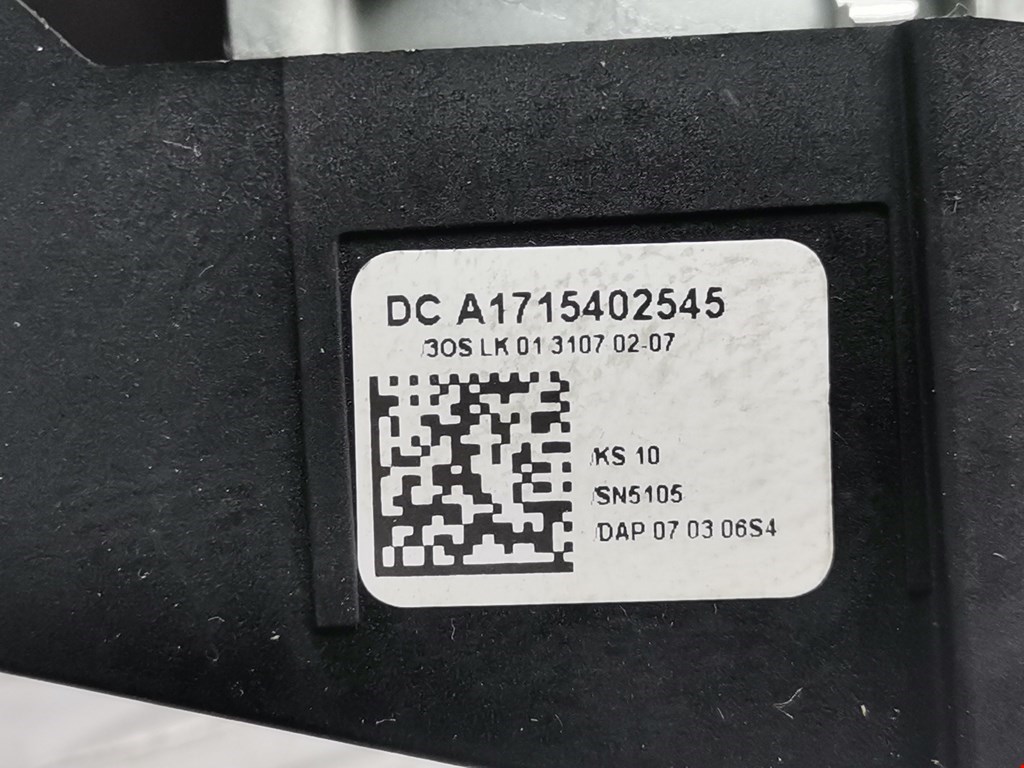 DC A1715402545
/3OS LK 01 3107 02-07
/KS 10
/SN5105
/DAP 07 03 06S4